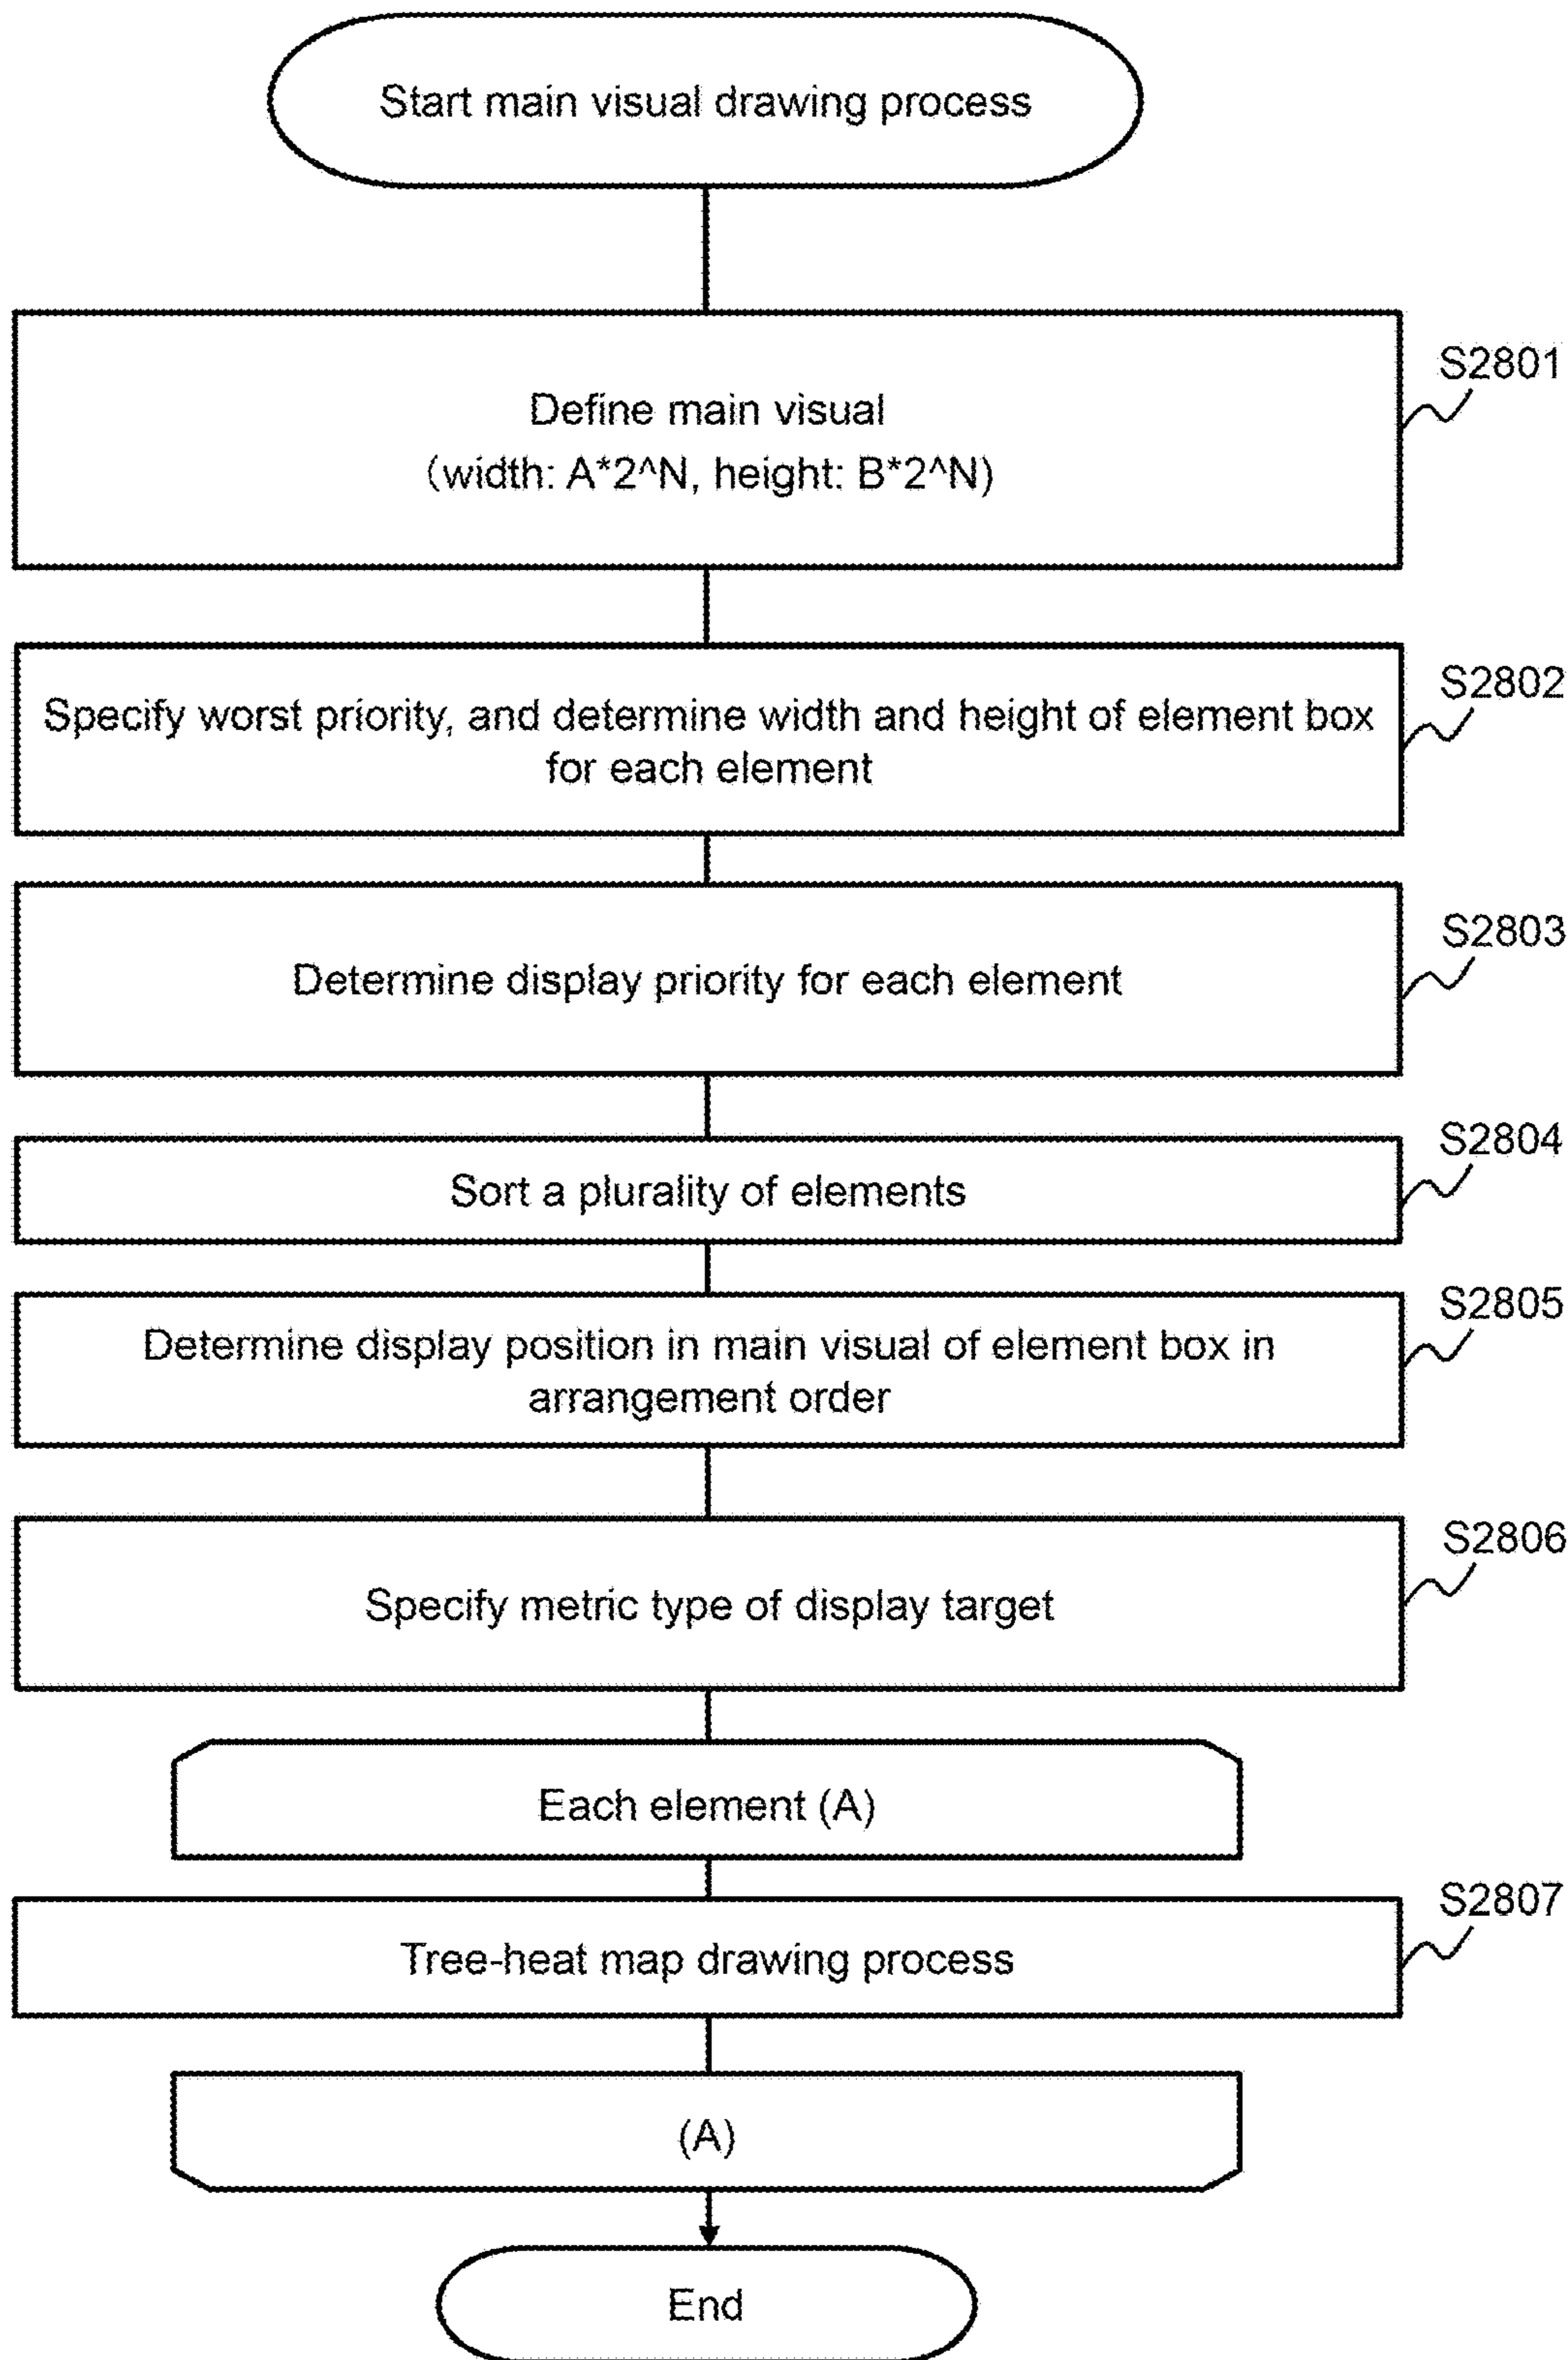 Start main visual drawing process
S2801
Define main visual
(width: A*2^N, height: B*2^N)
S2802
Specify worst priority, and determine width and height of element box
for each element
S2803
Determine display priority for each element
S2804
Sort a plurality of elements
S2805
Determine display position in main visual of element box in
arrangement order
S2806
Specify metric type of display target
Each element (A)
S2807
Tree-heat map drawing process
(A)
End